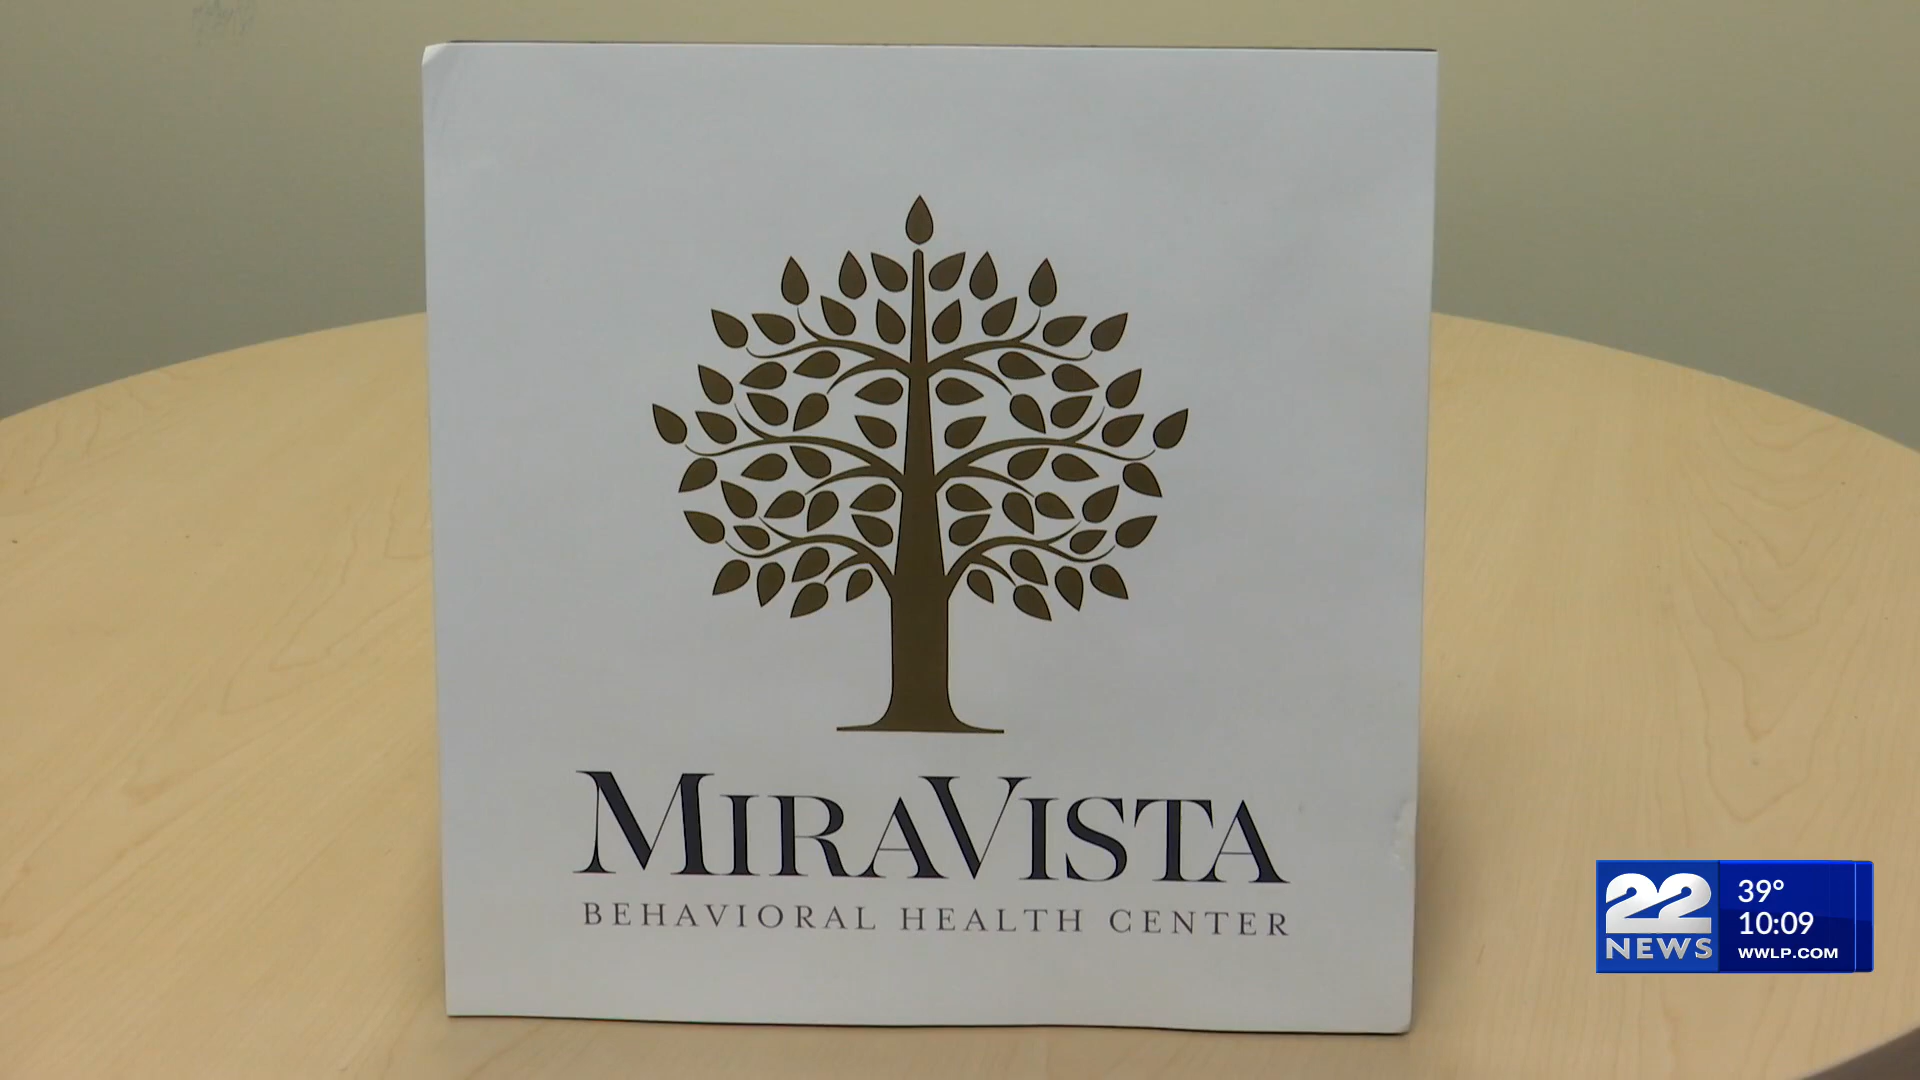 MIRAVISTA
BEHAVIORAL HEALTH CENTER
22
NEWS
39°
10:09
WWLP.COM